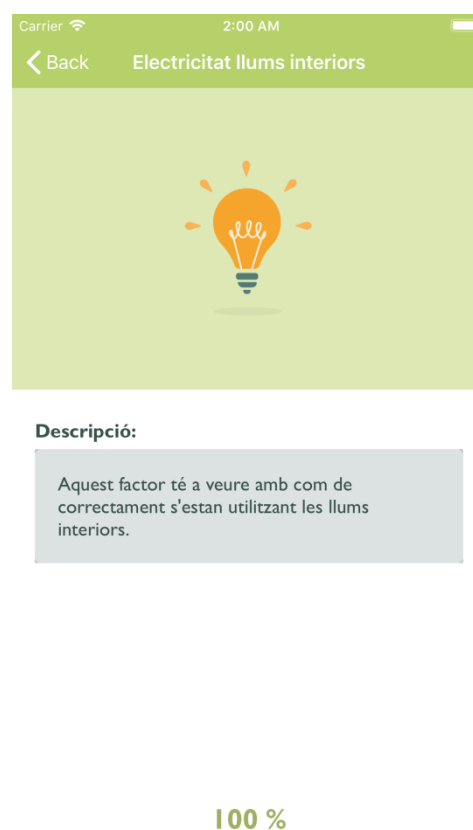 Carrier 2:00 AM
Back Electricitat llums interiors
Descripció:
Aquest factor té a veure amb com de
correctament s'estan utilitzant les llums
interiors.
100 %